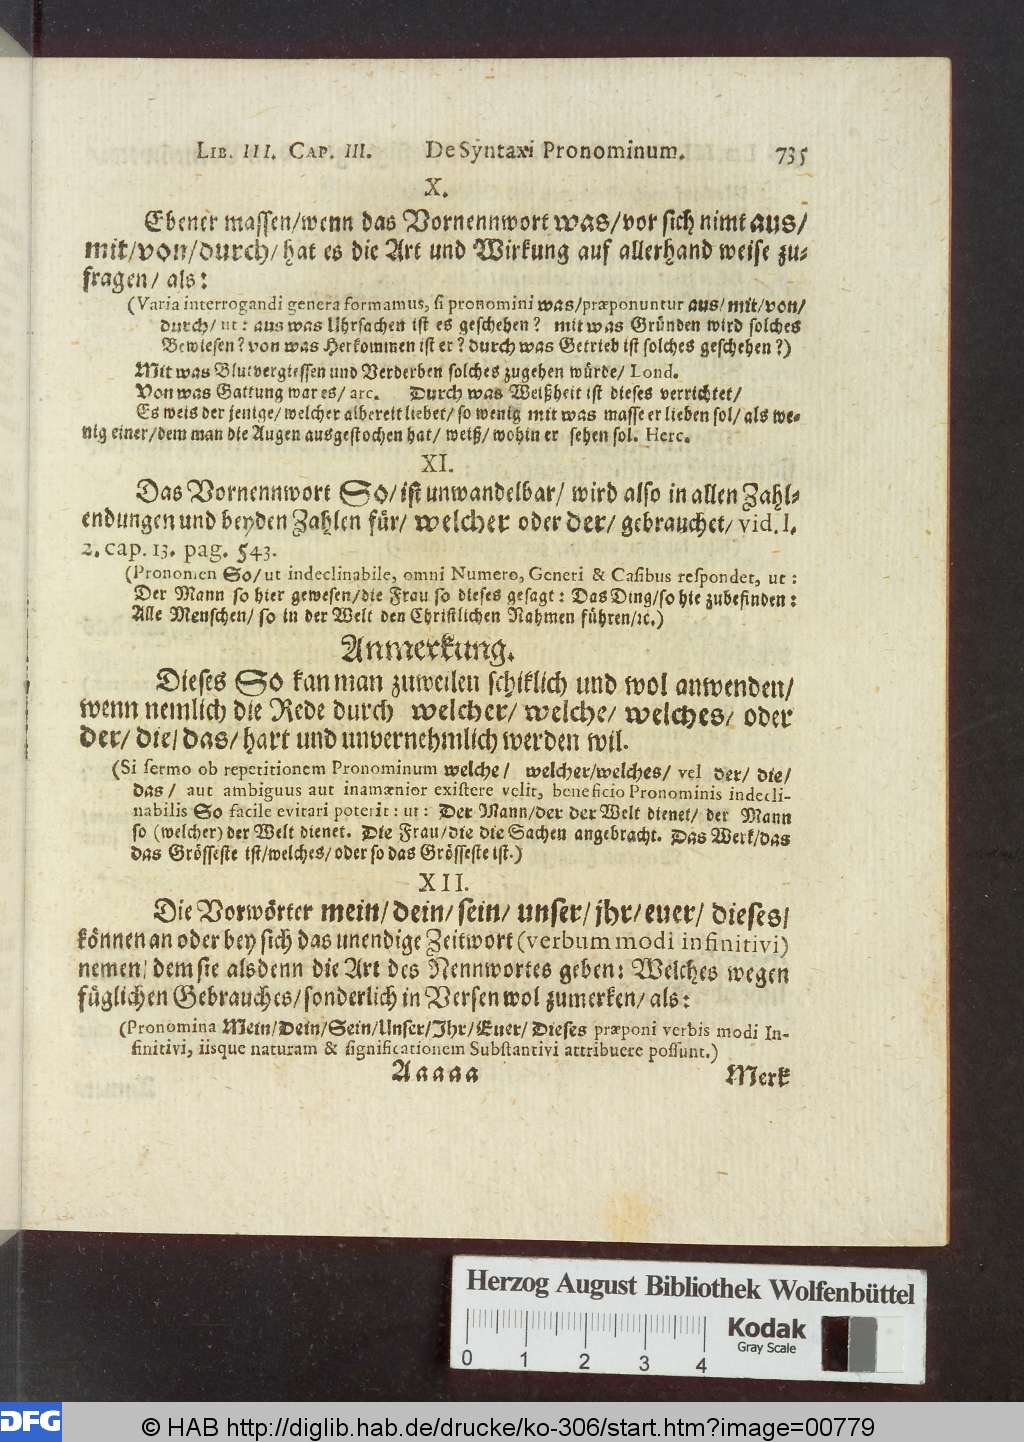 LIB. III. CAP. III. De Syntaxi Pronominum. 735
X.
Ebener massen/wenn das Vornennwort was/vor sich nimt aus/
mit/von/durch/hat es die Art und Wirkung auf allerhand weise zu-
fragen/ als:
(Varia interrogandi genera formamus, si pronomini was/præponuntur aus/mit/von/
durch/ ut: aus was Uhrsachen ist es geschehen? mit was Gründen wird solches
Bewiesen? von was Herkommen ist er? durch was Getrieb ist solches geschehen?)
Mit was Blutvergiessen und Verderben solches zugehen würde/ Lond.
Von was Gattung war es/ arc. Durch was Weißheit ist dieses verrichtet/
Es weis der jenige/welcher albereit liebet/ so wenig mit was masse er lieben sol/ als we-
nig einer/dem man die Augen ausgestochen hat/ weiß/wohin er sehen sol. Herc.
XI.
Das Vornennwort So/ist unwandelbar/ wird also in allen Zahl-
endungen und beyden Zahlen für/ welcher oder der/ gebrauchet/ vid. l.
2. cap. 13. pag. 543.
(Pronomen So/ut indeclinabile, omni Numero, Generi & Casibus respondet, ut:
Der Mann so hier gewesen/die Frau so dieses gesagt: Das Ding/so hie zubefinden:
Alle Menschen/ so in der Welt den Christlichen Nahmen führen/ꝛc.)
Anmerkung.
Dieses So kan man zuweilen schiklich und wol anwenden/
wenn nemlich die Rede durch welcher/ welche/ welches/ oder
der/ die/ das/ hart und unvernehmlich werden wil.
(Si sermo ob repetitionem Pronominum welche/ welcher/welches/ vel der/ die/
das/ aut ambiguus aut inamænior existere velit, beneficio Pronominis indecli-
nabilis So facile evitari poterit: ut: Der Mann/der der Welt dienet/ der Mann
so (welcher) der Welt dienet. Die Frau/die die Sachen angebracht. Das Werk/das
das Grösseste ist/welches/oder so das Grösseste ist.)
XII.
Die Vorwörter mein/dein/sein/ unser/jhr/euer/ dieses/
können an oder bey sich das unendige Zeitwort (verbum modi infinitivi)
nemen/ dem sie alsdenn die Art des Nennwortes geben: Welches wegen
füglichen Gebrauches/sonderlich in Versen wol zumerken/als:
(Pronomina Mein/Dein/Sein/Unser/Jhr/Euer/ Dieses præponi verbis modi In-
finitivi, iisque naturam & significationem Substantivi attribuere possunt.)
Aaaaa Merk
Herzog August Bibliothek Wolfenbüttel
Kodak
Gray Scale
0 1 2 3 4
DFG © HAB http://diglib.hab.de/drucke/ko-306/start.htm?image=00779